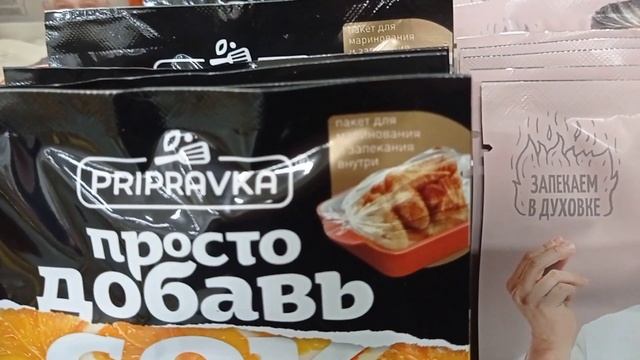 пакет для
маринования
PRIPRAVKA
просто
добавь
пакет для
маринования
и запекания
внутри
ЗАПЕКАЕМ
В ДУХОВКЕ